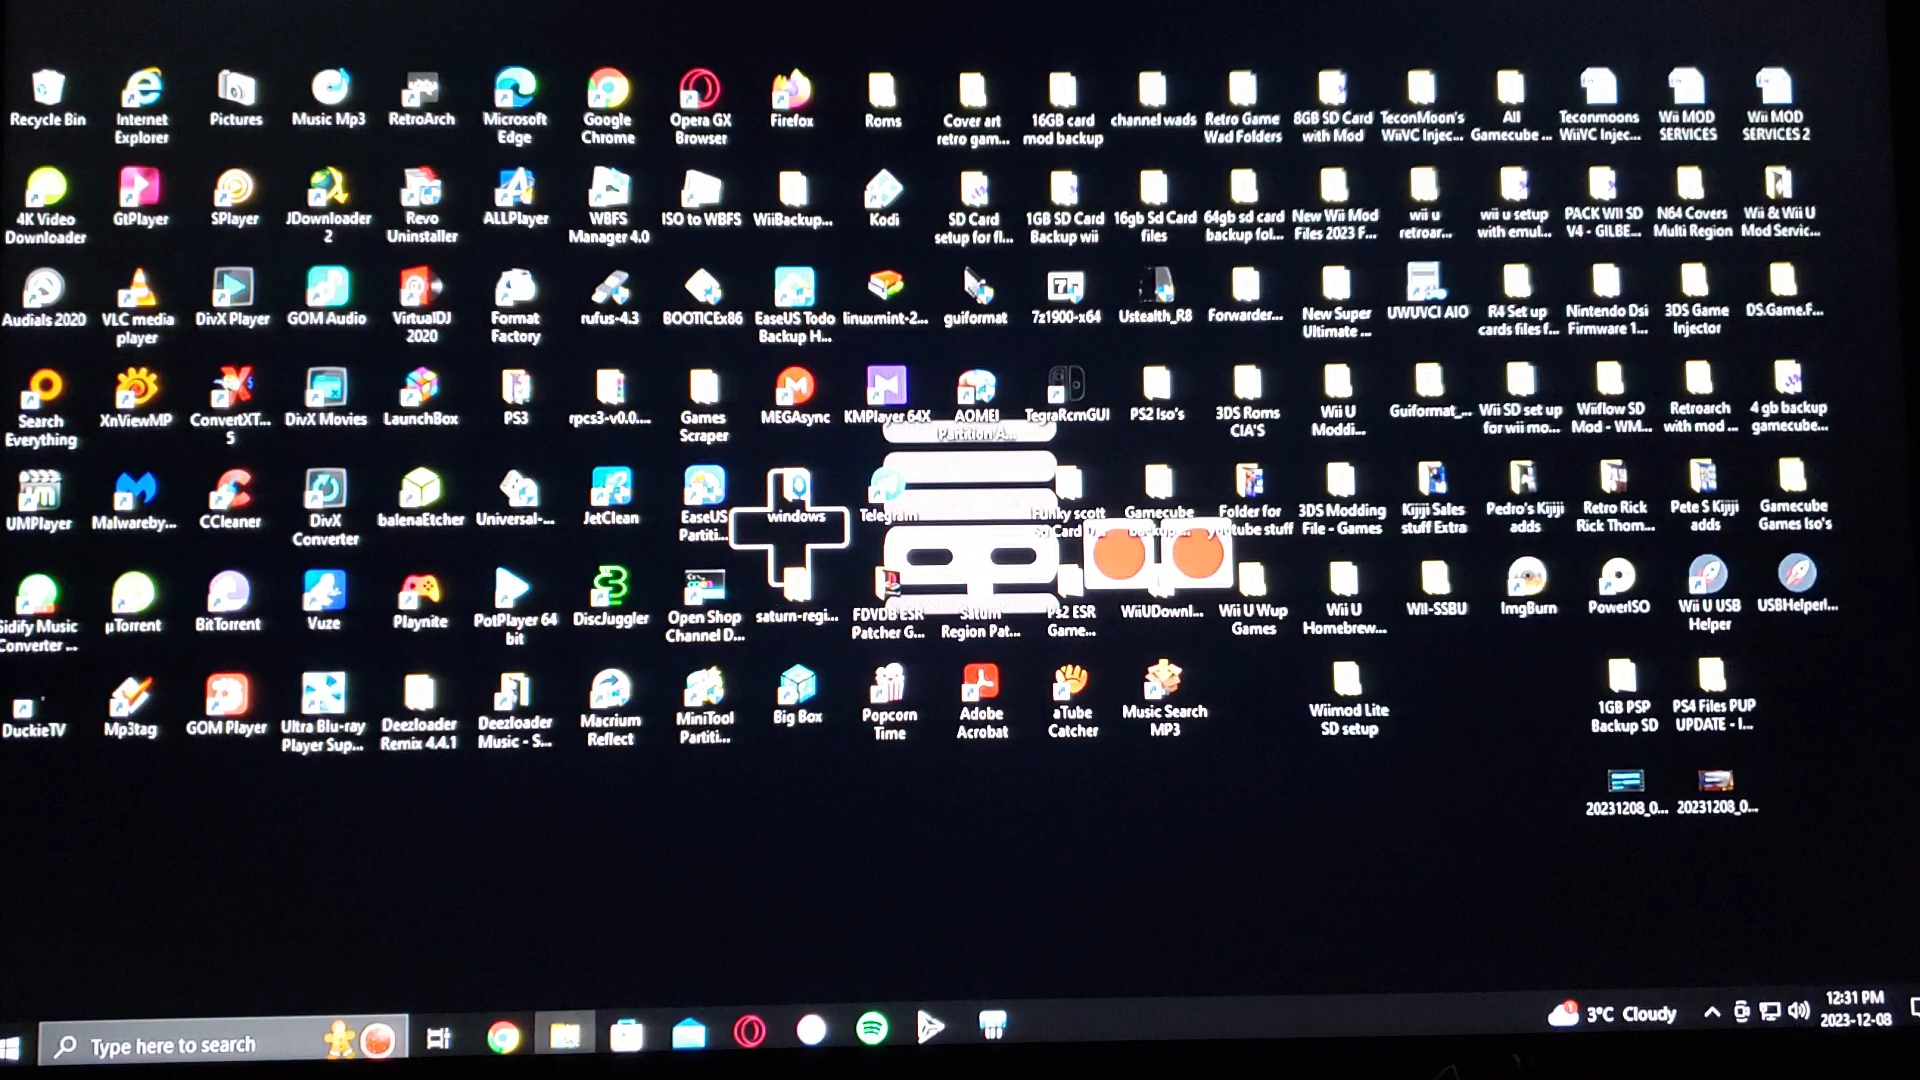 Recycle Bin
Internet
Explorer
Pictures
Music Mp3
RetroArch
Microsoft
Edge
Google
Chrome
Opera GX
Browser
Firefox
Roms
Cover art
retro gam...
16GB card
mod backup
channel wads
Retro Game
Wad Folders
8GB SD Card
with Mod
TeconMoon's
WiiVC Injec...
All
Gamecube ...
Teconmoons
WiiVC Injec...
Wii MOD
SERVICES
Wii MOD
SERVICES 2
4K Video
Downloader
GtPlayer
SPlayer
JDownloader
2
Revo
Uninstaller
ALLPlayer
WBFS
Manager 4.0
ISO to WBFS
WiiBackup...
Kodi
SD Card
setup for fl...
1GB SD Card
Backup wii
16gb Sd Card
files
64gb sd card
backup fol...
New Wii Mod
Files 2023 F...
wii u
retroar...
wii u setup
with emul...
PACK WII SD
V4 - GILBE...
N64 Covers
Multi Region
Wii & Wii U
Mod Servic...
Audials 2020
VLC media
player
DivX Player
GOM Audio
VirtualDJ
2020
Format
Factory
rufus-4.3
BOOTICEx86
EaseUS Todo
Backup H...
linuxmint-2...
guiformat
7z1900-x64
Ustealth_R8
Forwarder...
New Super
Ultimate ...
UWUVCI AIO
R4 Set up
cards files f...
Nintendo Dsi
Firmware 1...
3DS Game
Injector
DS.Game.F...
Search
Everything
XnViewMP
ConvertXT...
5
DivX Movies
LaunchBox
PS3
rpcs3-v0.0....
Games
Scraper
MEGAsync
KMPlayer 64X
AOMEI
Partition A...
TegraRcmGUI
PS2 Iso's
3DS Roms
CIA'S
Wii U
Moddi...
Guiformat_...
Wii SD set up
for wii mo...
Wiiflow SD
Mod - WM...
Retroarch
with mod ...
4 gb backup
gamecube...
UMPlayer
Malwareby...
CCleaner
DivX
Converter
balenaEtcher
Universal-...
JetClean
EaseUS
Partiti...
windows
Telegram
Funky scott
Sd Card
Gamecube
Backup...
Folder for
youtube stuff
3DS Modding
File - Games
Kijiji Sales
stuff Extra
Pedro's Kijiji
adds
Retro Rick
Rick Thom...
Pete S Kijiji
adds
Gamecube
Games Iso's
Sidify Music
Converter ...
µTorrent
BitTorrent
Vuze
Playnite
PotPlayer 64
bit
DiscJuggler
Open Shop
Channel D...
saturn-regi...
FDVDB ESR
Patcher G...
Saturn
Region Pat...
Ps2 ESR
Game...
WiiUDownl...
Wii U Wup
Games
Wii U
Homebrew...
WII-SSBU
ImgBurn
PowerISO
Wii U USB
Helper
USBHelperI...
DuckieTV
Mp3tag
GOM Player
Ultra Blu-ray
Player Sup...
Deezloader
Remix 4.4.1
Deezloader
Music - S...
Macrium
Reflect
MiniTool
Partiti...
Big Box
Popcorn
Time
Adobe
Acrobat
aTube
Catcher
Music Search
MP3
Wiimod Lite
SD setup
1GB PSP
Backup SD
PS4 Files PUP
UPDATE - I...
20231208_0...
20231208_0...
Type here to search
3°C Cloudy
12:31 PM
2023-12-08